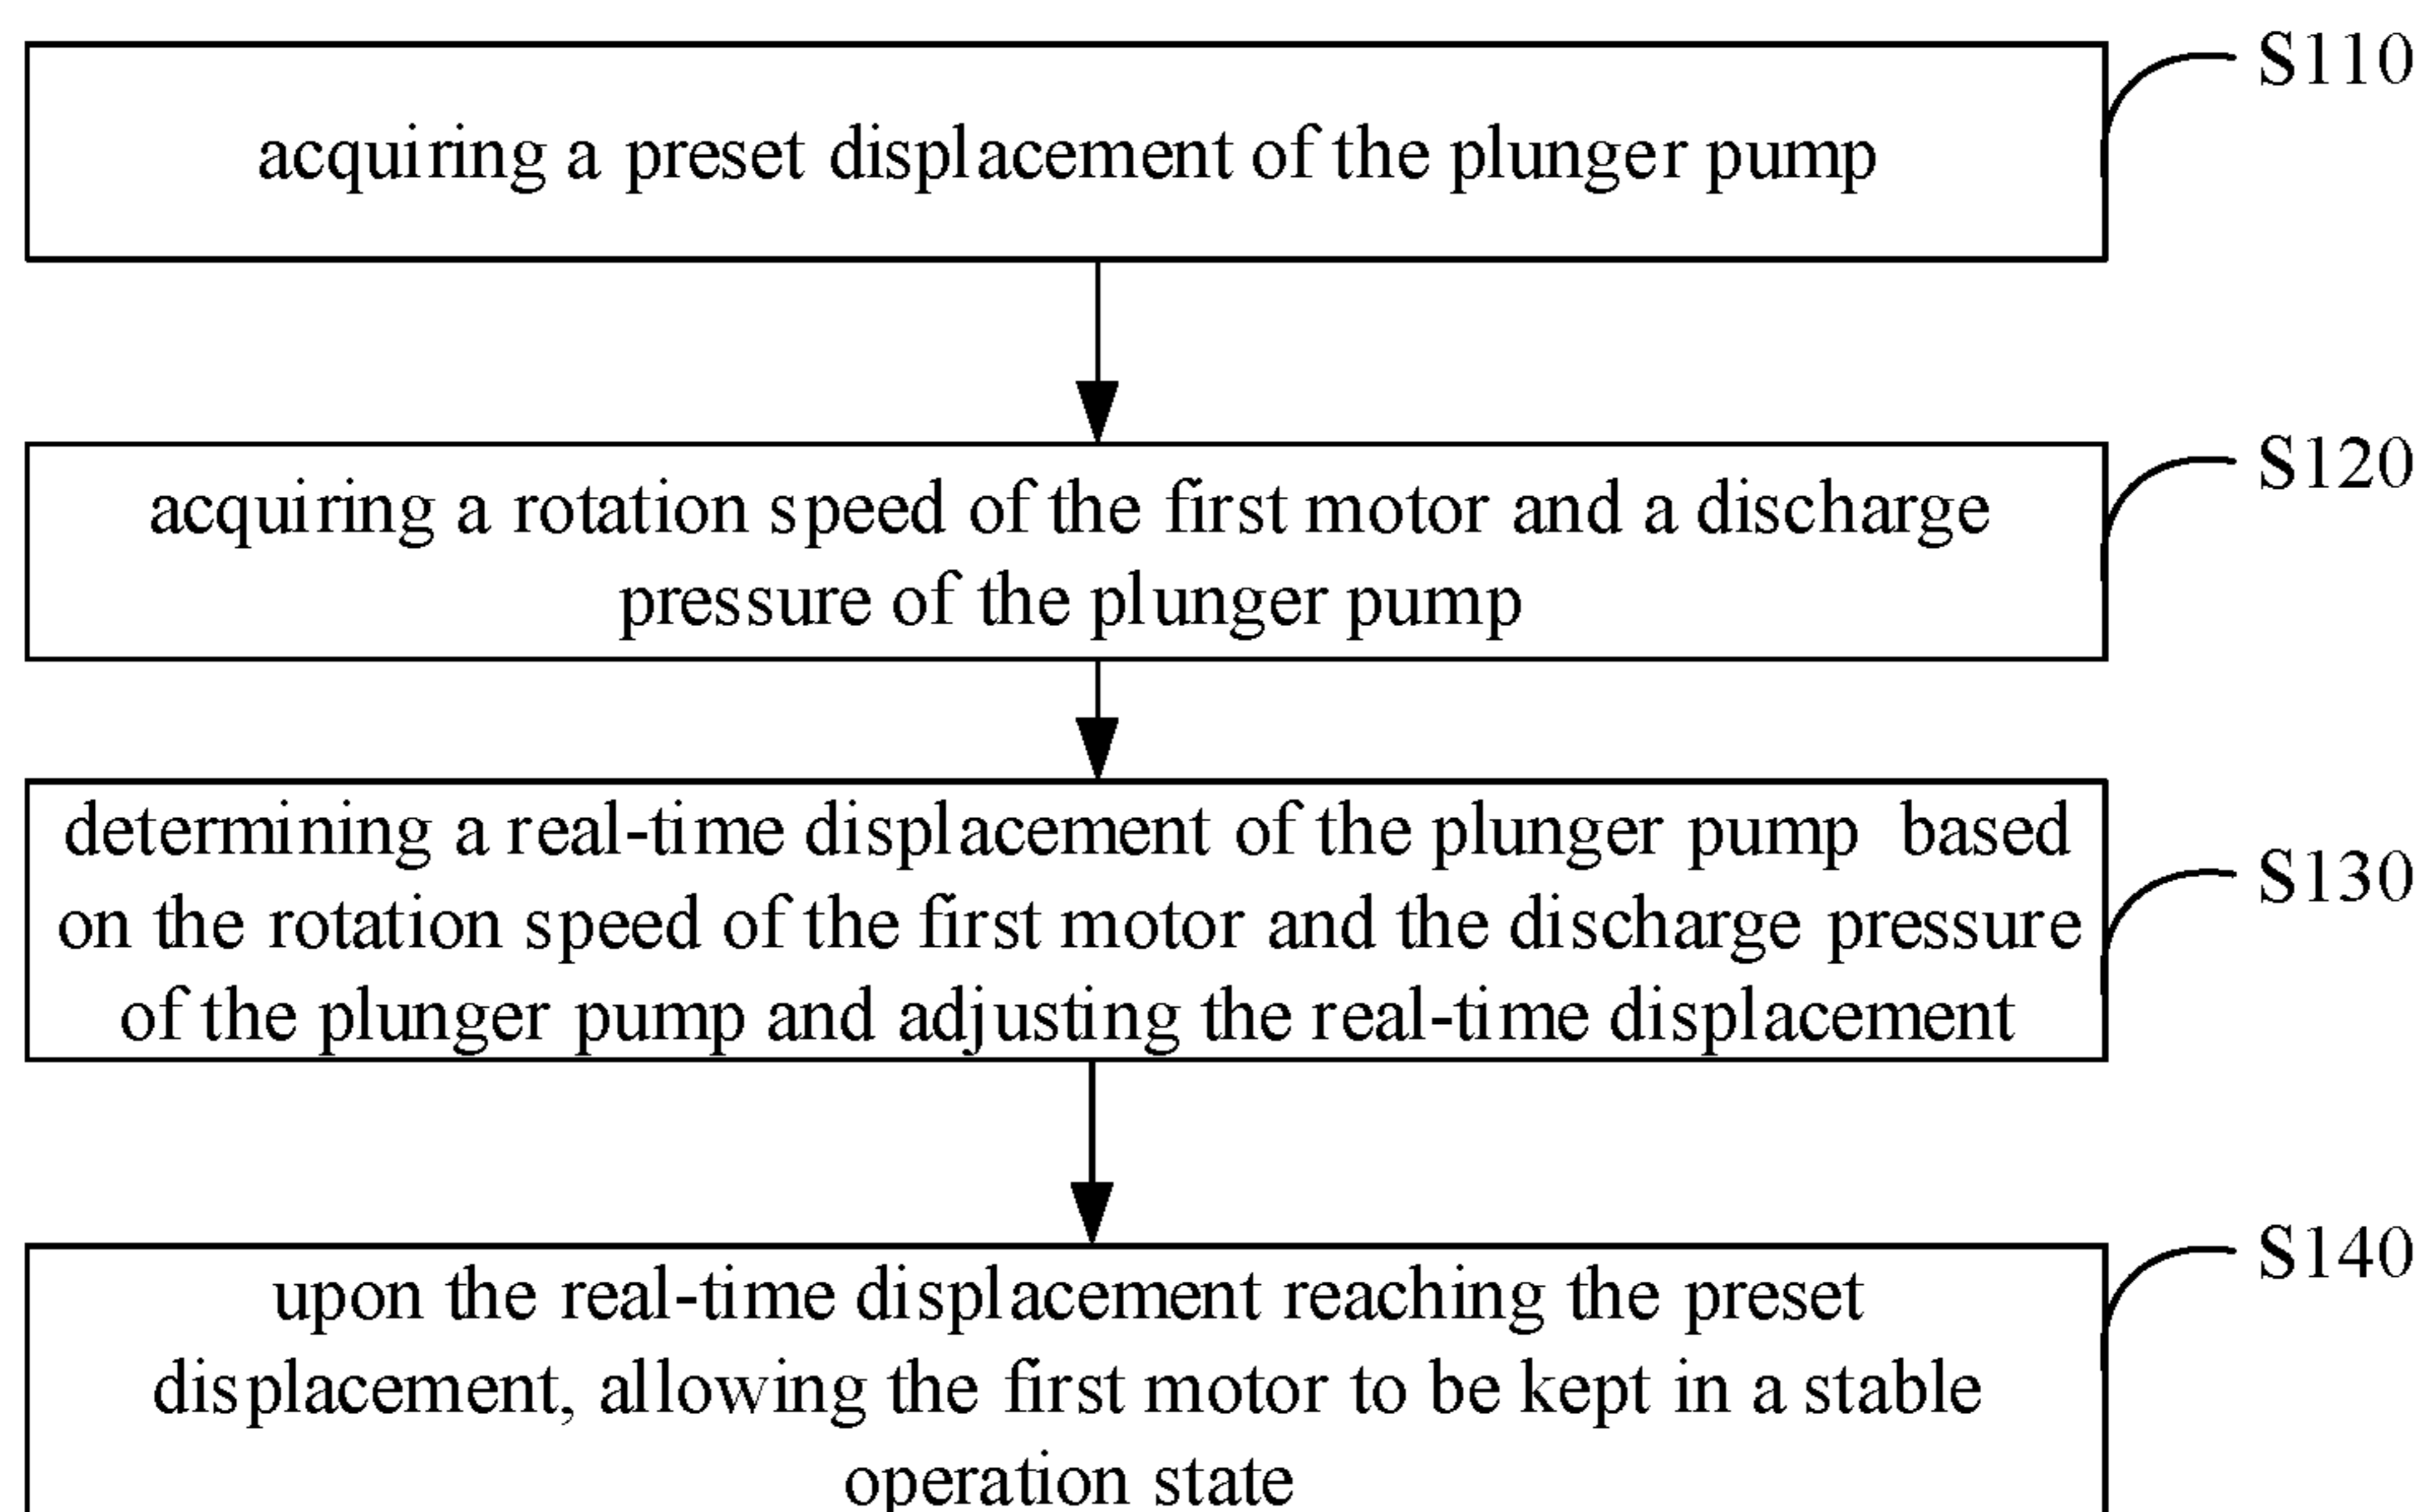 S110
acquiring a preset displacement of the plunger pump
S120
acquiring a rotation speed of the first motor and a discharge
pressure of the plunger pump
S130
determining a real-time displacement of the plunger pump based
on the rotation speed of the first motor and the discharge pressure
of the plunger pump and adjusting the real-time displacement
S140
upon the real-time displacement reaching the preset
displacement, allowing the first motor to be kept in a stable
operation state